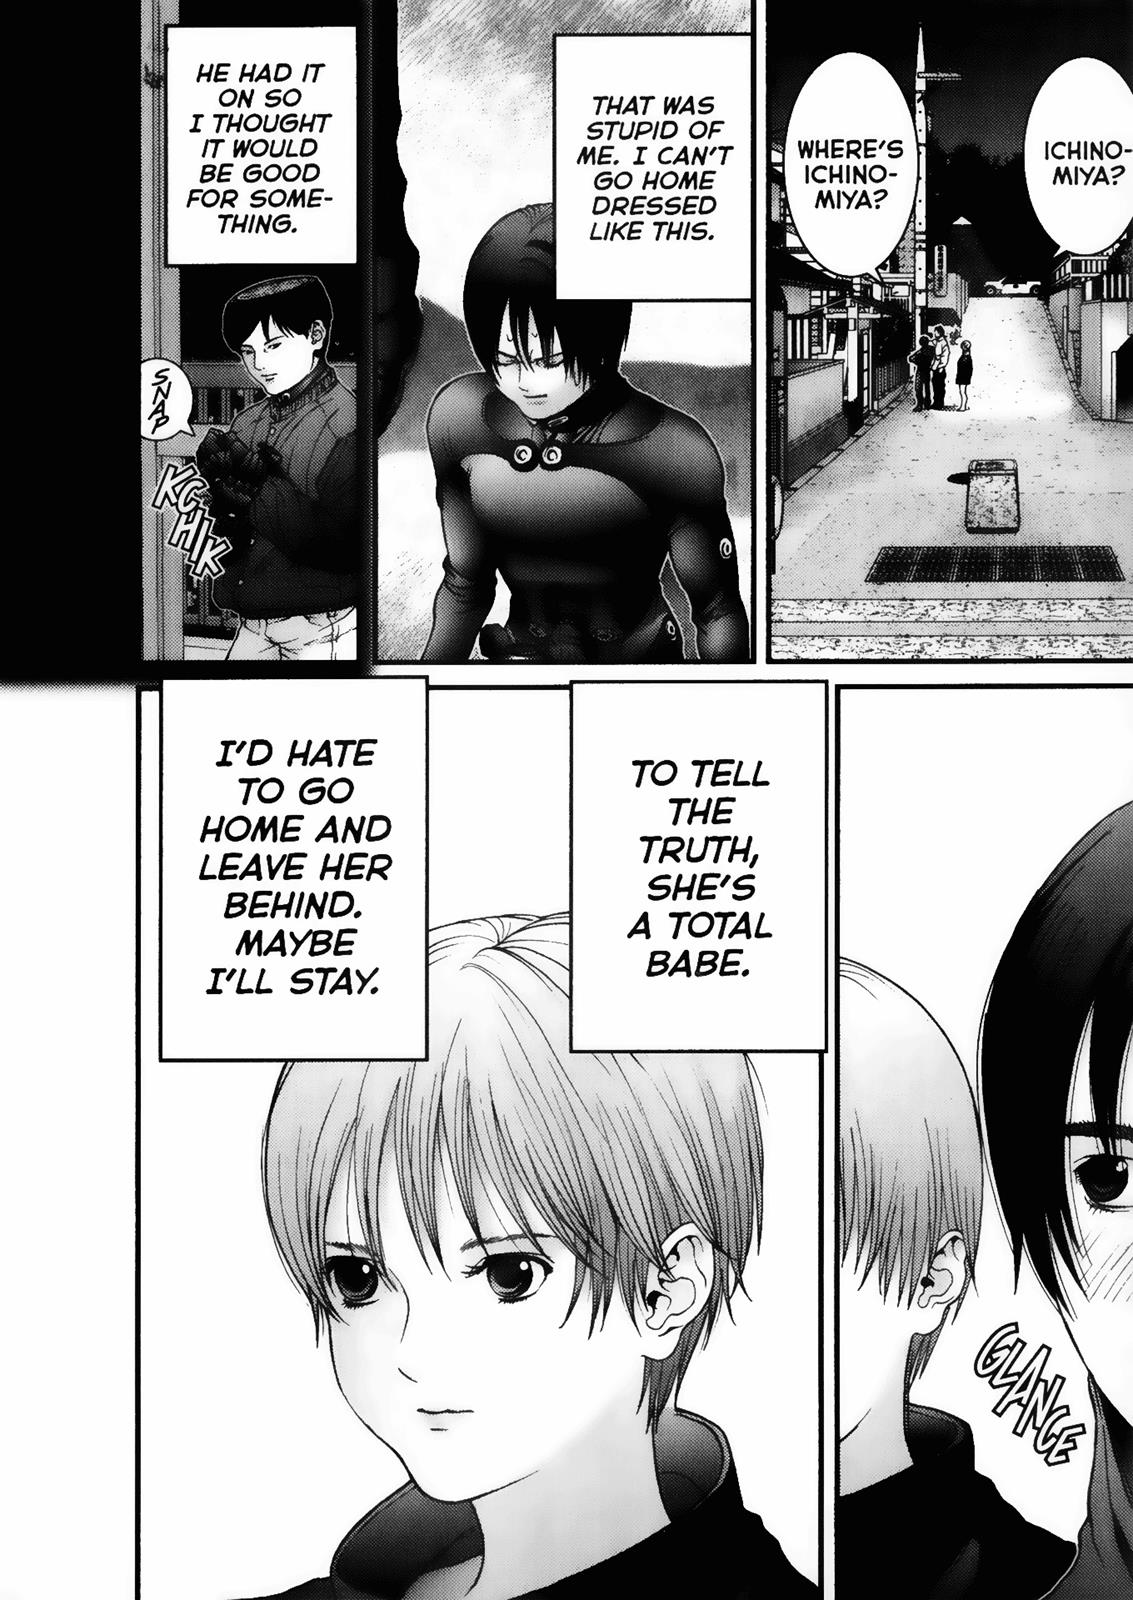 ICHINO-
MIYA?
WHERE'S
ICHINO-
MIYA?
THAT WAS
STUPID OF
ME. I CAN'T
GO HOME
DRESSED
LIKE THIS.
HE HAD IT
ON SO
I THOUGHT
IT WOULD
BE GOOD
FOR SOME-
THING.
SNAP
KCHIK
GLANCE
TO TELL
THE
TRUTH,
SHE'S
A TOTAL
BABE.
I'D HATE
TO GO
HOME AND
LEAVE HER
BEHIND.
MAYBE
I'LL STAY.